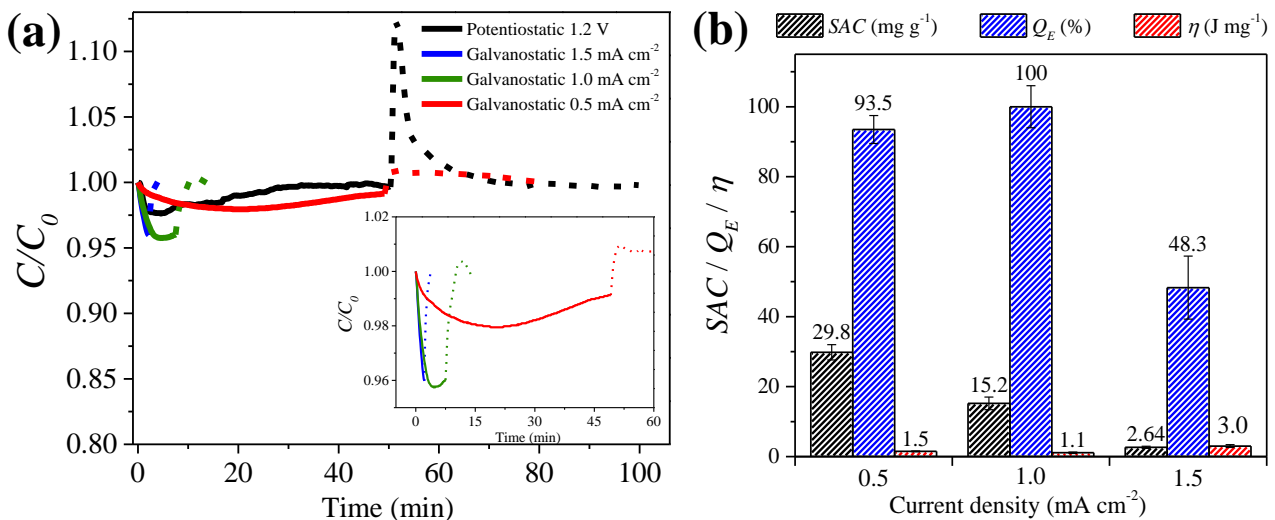 (a)
Potentiostatic 1.2 V
Galvanostatic 1.5 mA cm⁻²
Galvanostatic 1.0 mA cm⁻²
Galvanostatic 0.5 mA cm⁻²
C/C₀
1.10
1.05
1.00
0.95
0.90
0.85
0.80
0 20 40 60 80 100
Time (min)
C/C₀
1.02
1.00
0.98
0.96
0 15 30 45 60
Time (min)
(b)
SAC (mg g⁻¹) Q_E (%) η (J mg⁻¹)
SAC / Q_E / η
100
80
60
40
20
0
29.8 93.5 1.5
15.2 100 1.1
2.64 48.3 3.0
0.5 1.0 1.5
Current density (mA cm⁻²)